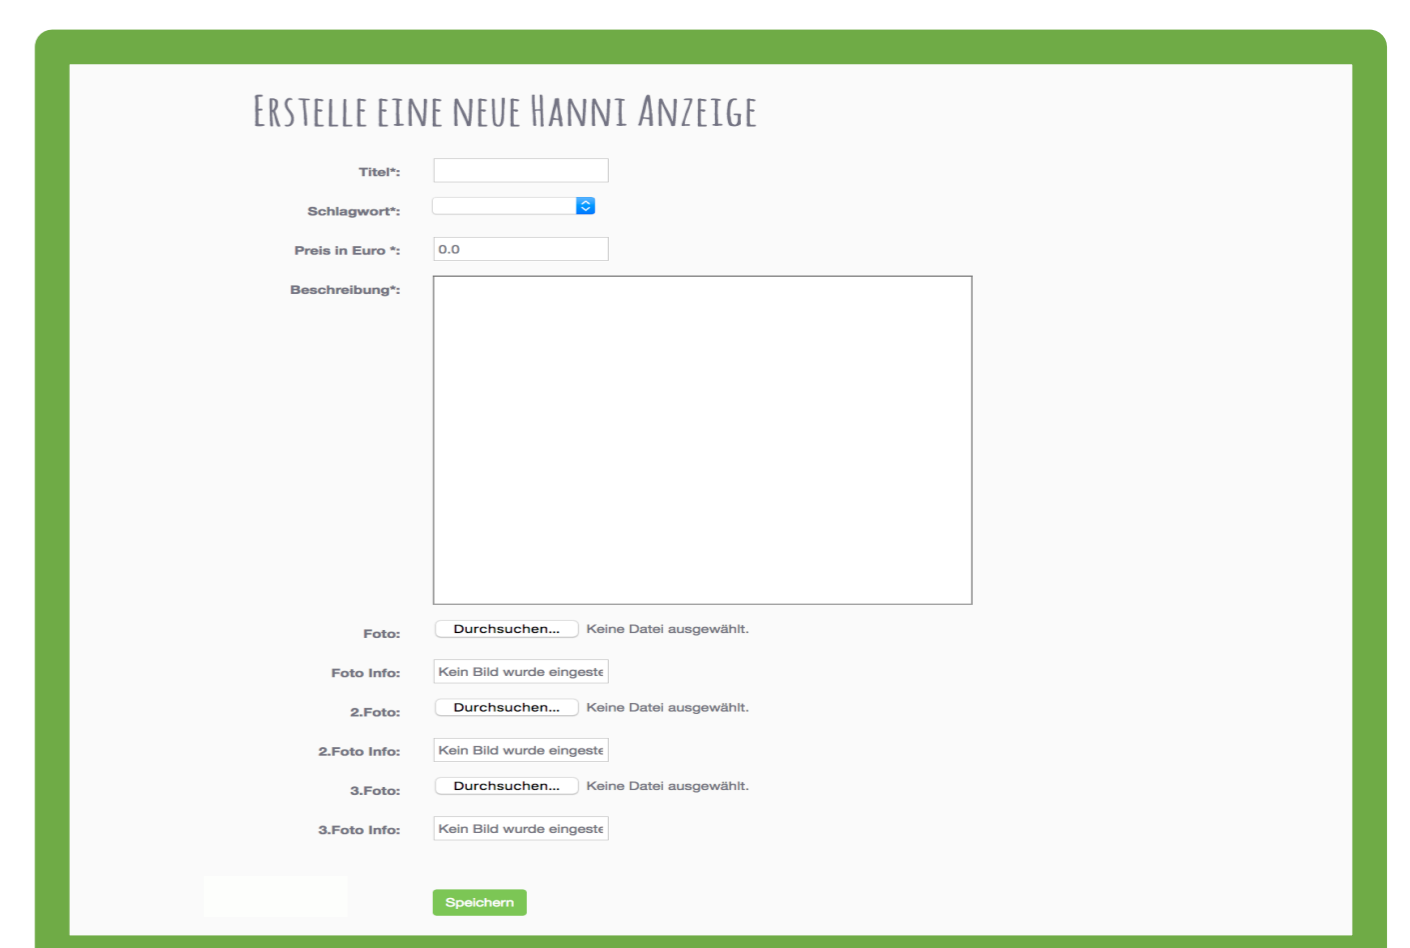 Erstelle eine neue Hanni Anzeige
Titel*:
Schlagwort*:
Preis in Euro *: 0.0
Beschreibung*:
Foto: Durchsuchen... Keine Datei ausgewählt.
Foto Info: Kein Bild wurde eingeste
2.Foto: Durchsuchen... Keine Datei ausgewählt.
2.Foto Info: Kein Bild wurde eingeste
3.Foto: Durchsuchen... Keine Datei ausgewählt.
3.Foto Info: Kein Bild wurde eingeste
Speichern